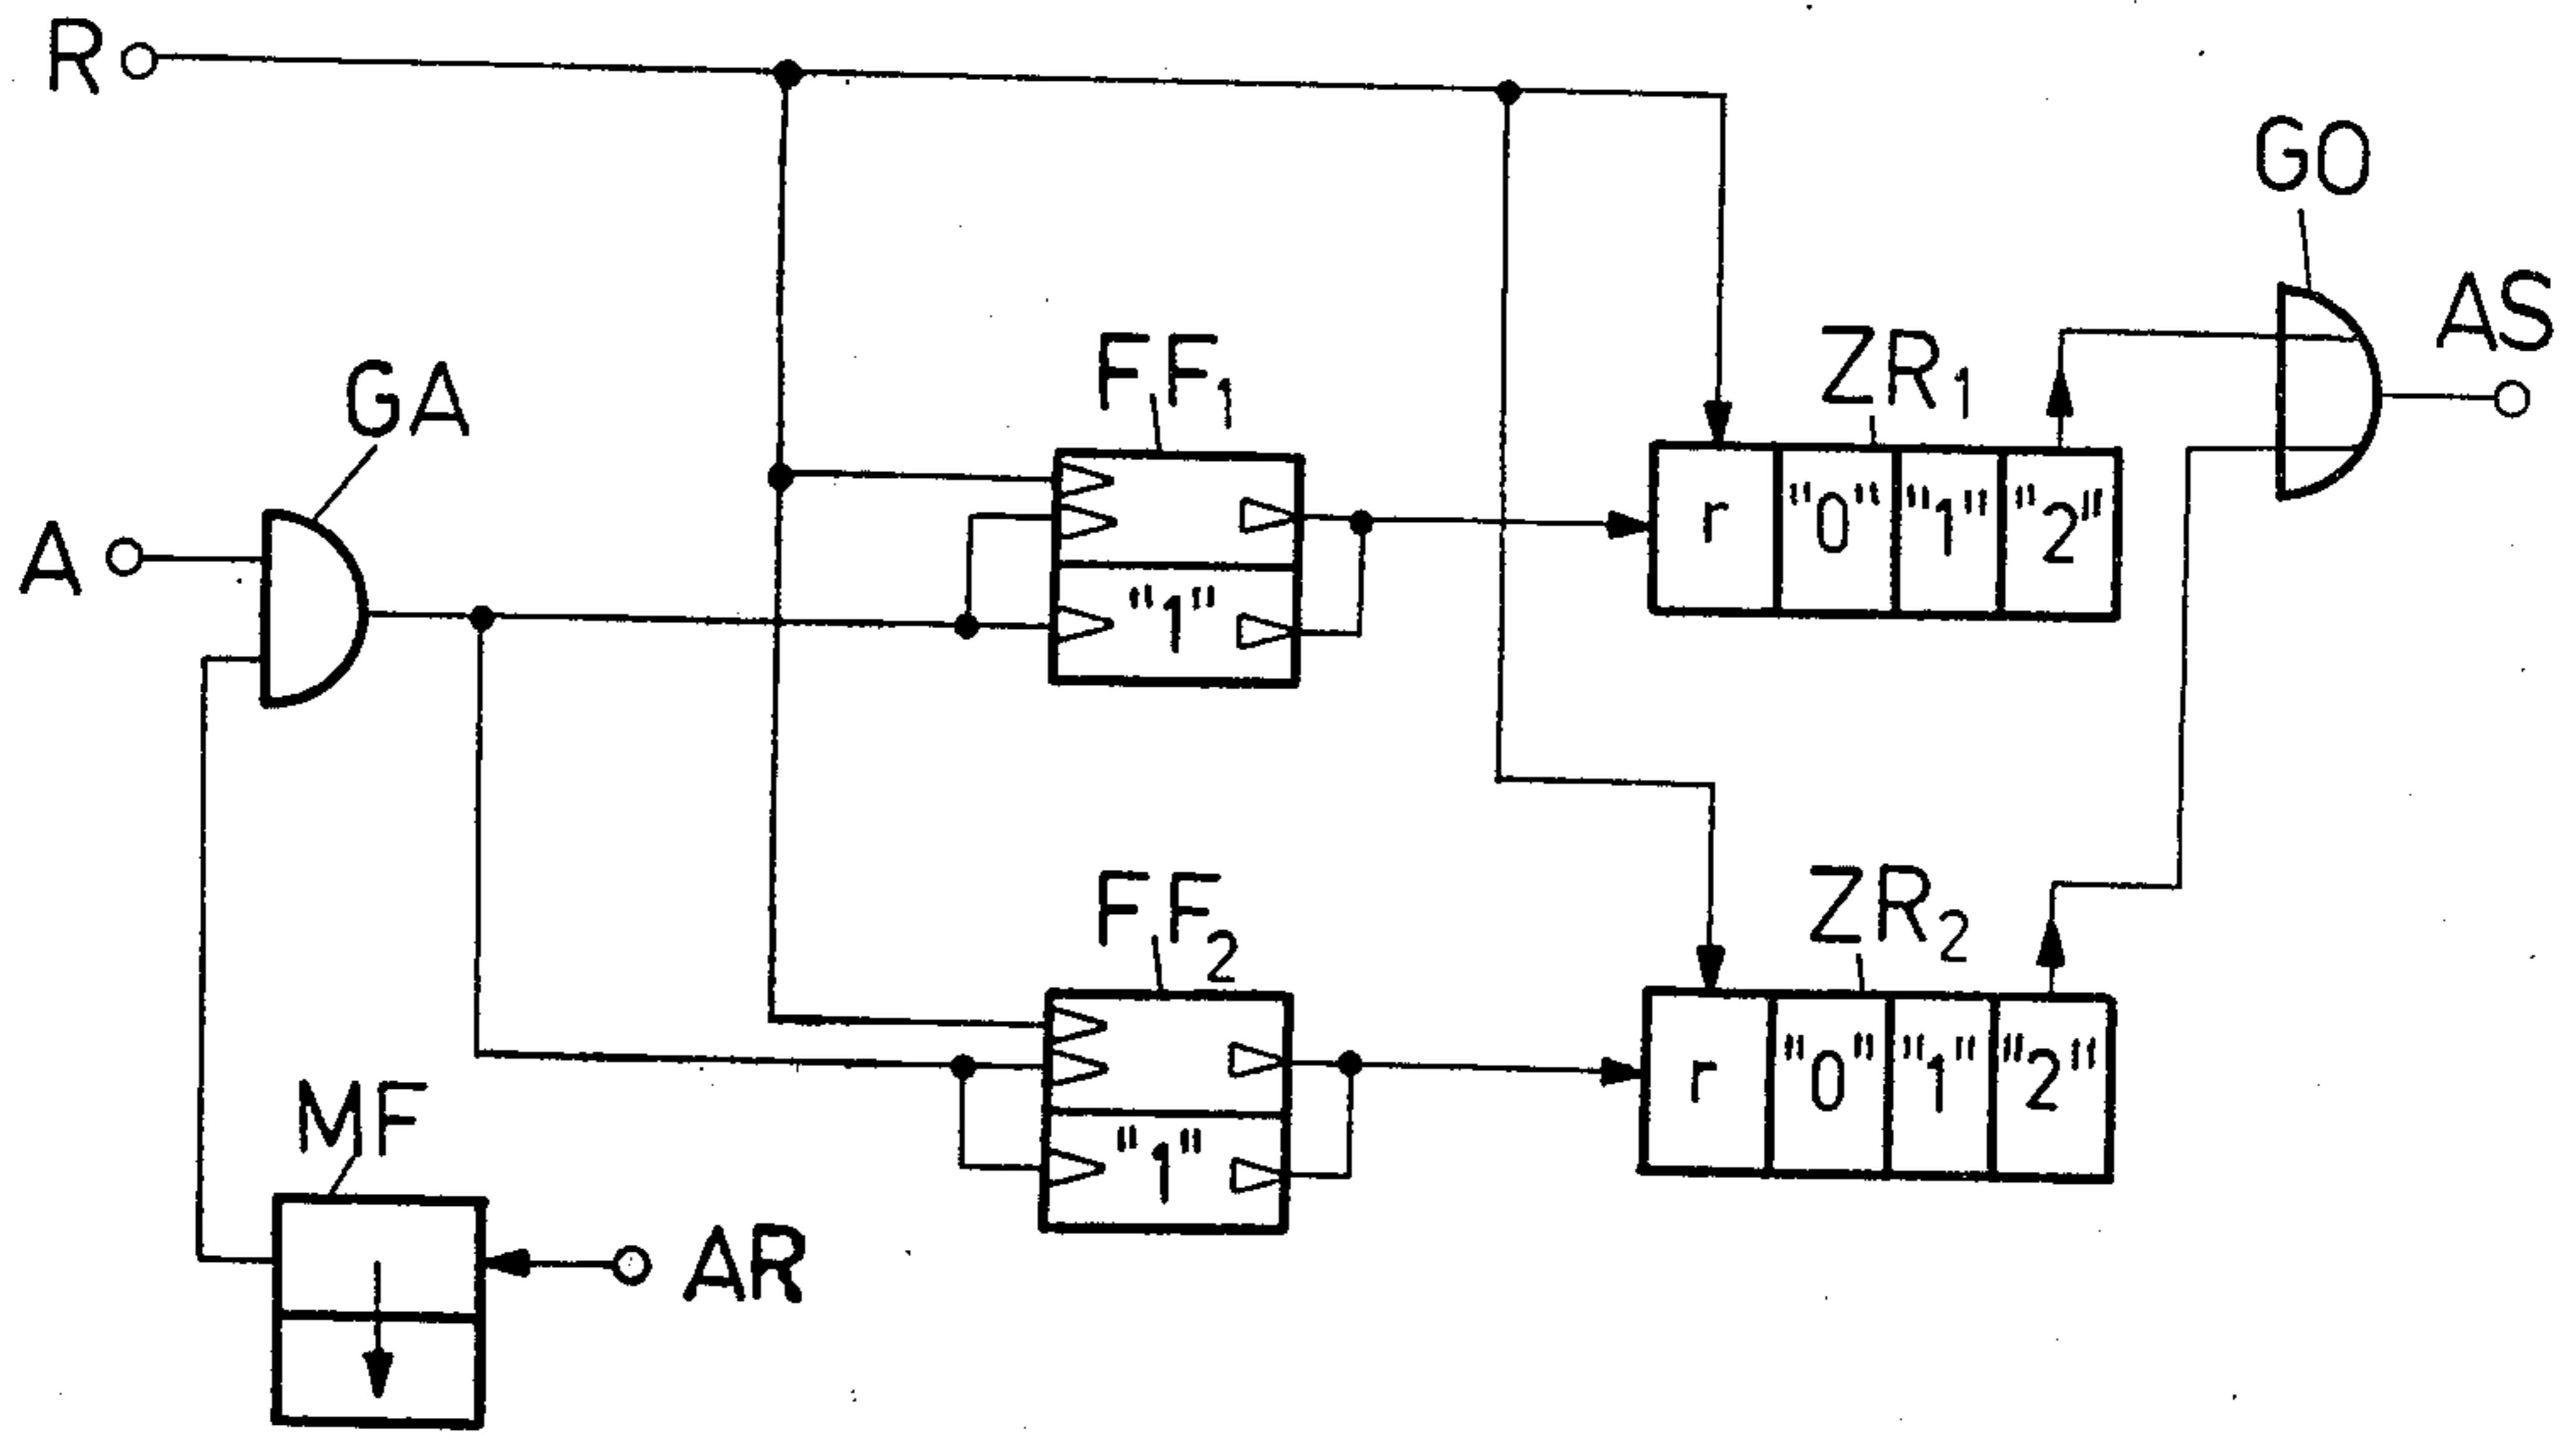 R
GO
AS
FF1
ZR1
GA
r "0" "1" "2"
A
"1"
FF2
ZR2
r "0" "1" "2"
MF
"1"
AR